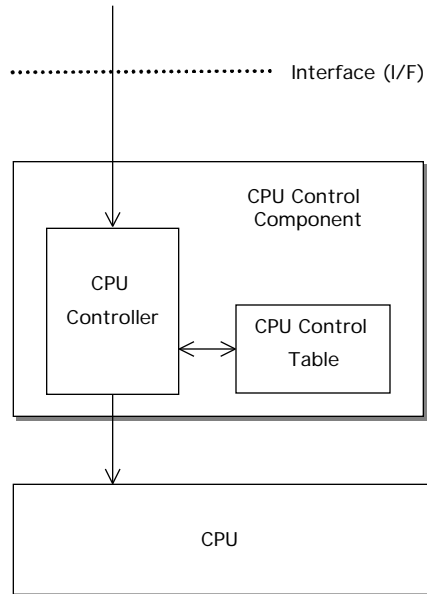 Interface (I/F)
CPU Control
Component
CPU
Controller
CPU Control
Table
CPU